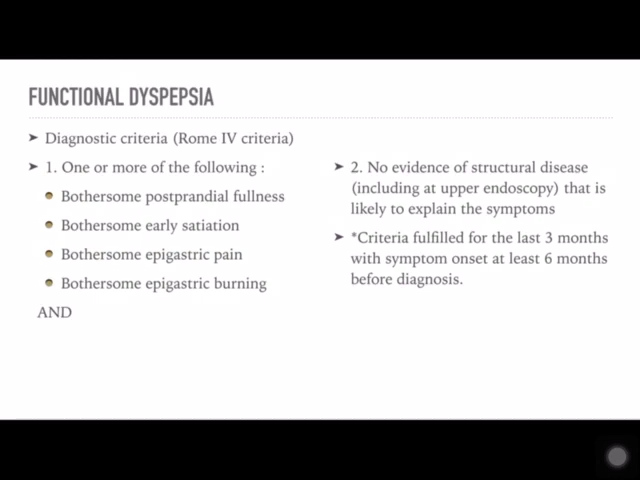 FUNCTIONAL DYSPEPSIA
➤ Diagnostic criteria (Rome IV criteria)
➤ 1. One or more of the following :
Bothersome postprandial fullness
Bothersome early satiation
Bothersome epigastric pain
Bothersome epigastric burning
AND
➤ 2. No evidence of structural disease
(including at upper endoscopy) that is
likely to explain the symptoms
➤ *Criteria fulfilled for the last 3 months
with symptom onset at least 6 months
before diagnosis.